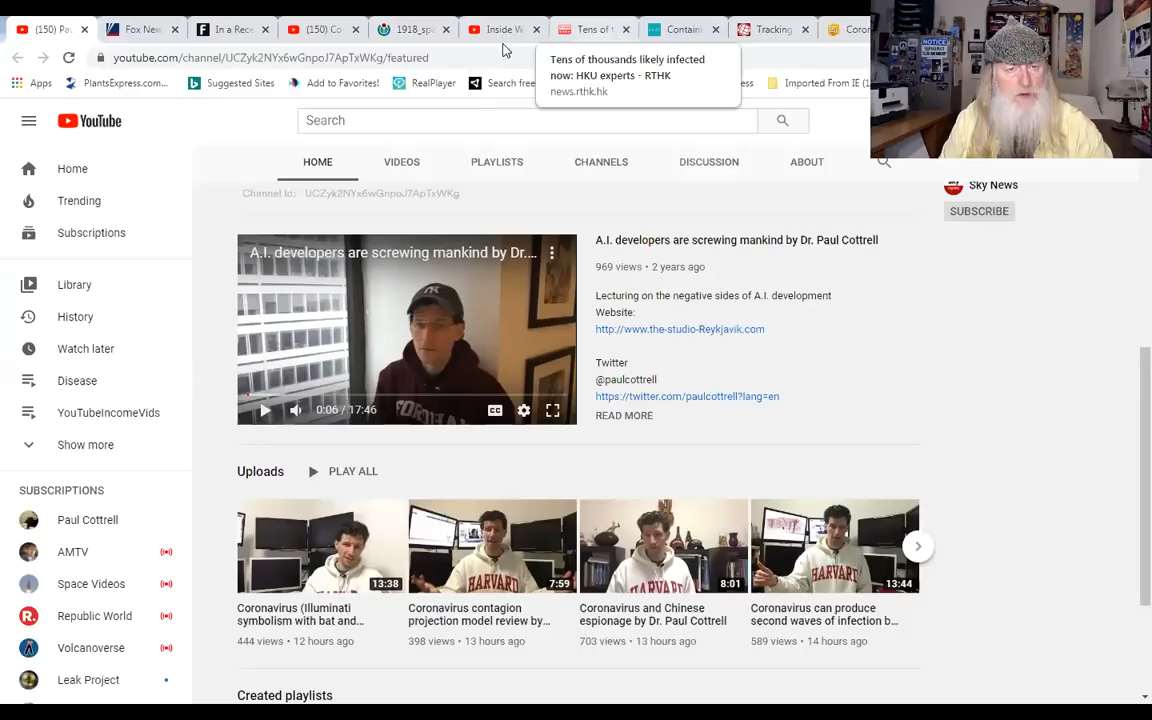 (150) Pa
Fox New
In a Rece
(150) Co
1918_spa
Inside W
Tens of t
Contain
Tracking
Coron
youtube.com/channel/UCZyk2NYx6wGnpoJ7ApTxWKg/featured
Tens of thousands likely infected
now: HKU experts - RTHK
news.rthk.hk
Apps
PlantsExpress.com...
Suggested Sites
Add to Favorites!
RealPlayer
Search free
Imported From IE
NOTICE
YouTube
Search
HOME
VIDEOS
PLAYLISTS
CHANNELS
DISCUSSION
ABOUT
Channel Id: UCZyk2NYx6wGnpoJ7ApTxWKg
Sky News
SUBSCRIBE
Home
Trending
Subscriptions
Library
History
Watch later
Disease
YouTubeIncomeVids
Show more
SUBSCRIPTIONS
Paul Cottrell
AMTV
Space Videos
Republic World
Volcanoverse
Leak Project
A.I. developers are screwing mankind by Dr....
0:06 / 17:46
A.I. developers are screwing mankind by Dr. Paul Cottrell
969 views • 2 years ago
Lecturing on the negative sides of A.I. development
Website:
http://www.the-studio-Reykjavik.com
Twitter
@paulcottrell
https://twitter.com/paulcottrell?lang=en
READ MORE
Uploads
PLAY ALL
13:38
HARVARD
7:59
HARVARD
8:01
HARVARD
13:44
Coronavirus (Illuminati
symbolism with bat and...
444 views • 12 hours ago
Coronavirus contagion
projection model review by...
398 views • 13 hours ago
Coronavirus and Chinese
espionage by Dr. Paul Cottrell
703 views • 13 hours ago
Coronavirus can produce
second waves of infection b...
589 views • 14 hours ago
Created playlists